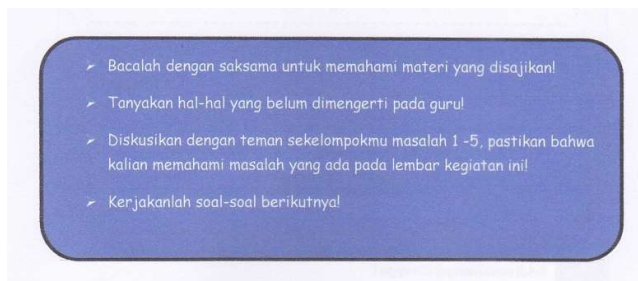 ➢ Bacalah dengan saksama untuk memahami materi yang disajikan!
➢ Tanyakan hal-hal yang belum dimengerti pada guru!
➢ Diskusikan dengan teman sekelompokmu masalah 1 -5, pastikan bahwa
kalian memahami masalah yang ada pada lembar kegiatan ini!
➢ Kerjakanlah soal-soal berikutnya!